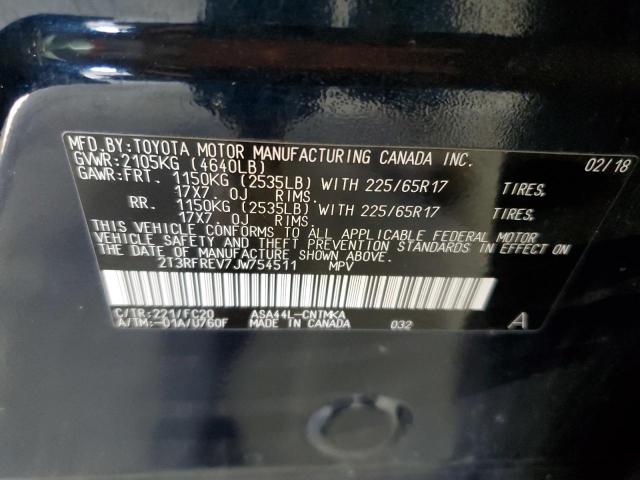 MFD.BY:TOYOTA MOTOR MANUFACTURING CANADA INC. 02/18
GVWR:2105KG (4640LB)
GAWR:FRT. 1150KG (2535LB) WITH 225/65R17 TIRES,
17X7 0J RIMS.
RR. 1150KG (2535LB) WITH 225/65R17 TIRES,
17X7 0J RIMS.
THIS VEHICLE CONFORMS TO ALL APPLICABLE FEDERAL MOTOR
VEHICLE SAFETY AND THEFT PREVENTION STANDARDS IN EFFECT ON
THE DATE OF MANUFACTURE SHOWN ABOVE.
2T3RFREV7JW754511 MPV
C/TR:221/FC20 ASA44L-CNTMKA
A/TM:-01A/U760F MADE IN CANADA 032 A